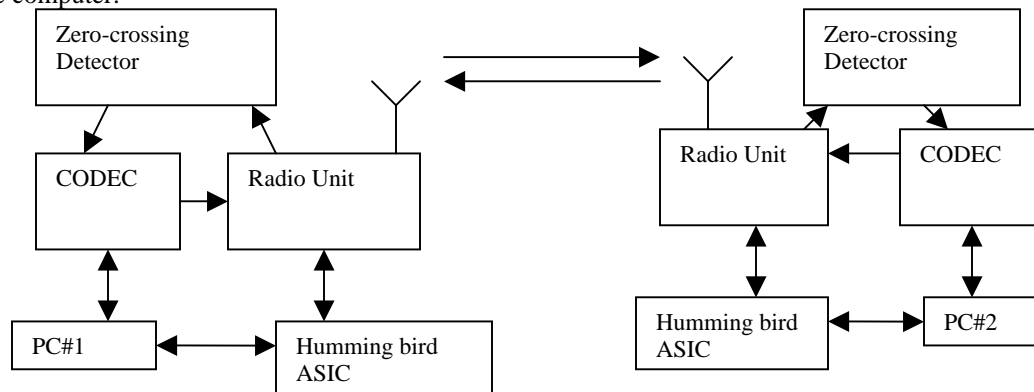 computer.
Zero-crossing
Detector
Zero-crossing
Detector
CODEC
Radio Unit
Radio Unit
CODEC
PC#1
Humming bird
ASIC
Humming bird
ASIC
PC#2